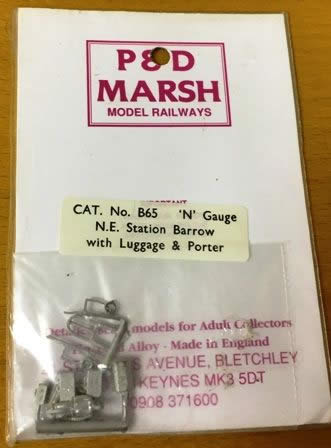 P&D
MARSH
MODEL RAILWAYS
CAT. No. B65 'N' Gauge
N.E. Station Barrow
with Luggage & Porter
models for Adult Collectors
Alloy - Made in England
AVENUE, BLETCHLEY
KEYNES MK3 5DT
0908 371600